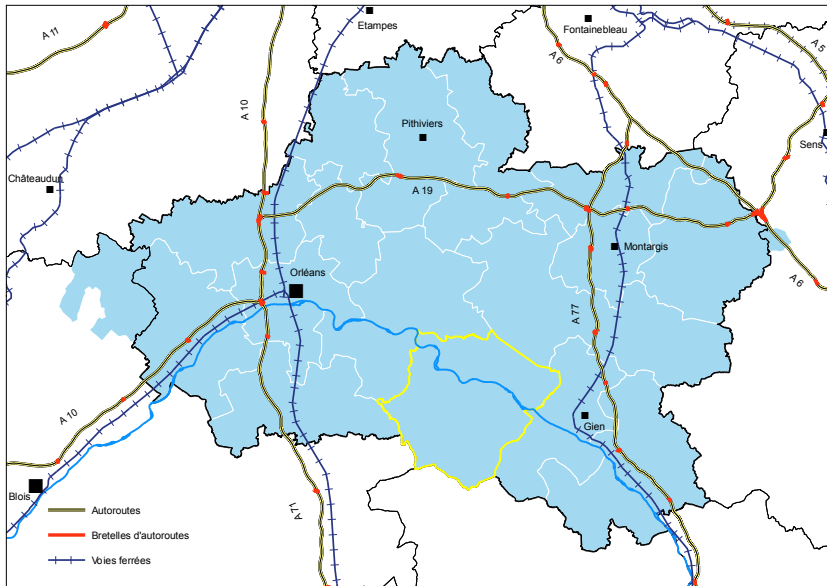 Etampes
Fontainebleau
A 11
A 5
A 6
A 10
Pithiviers
Sens
Châteaudun
A 19
Montargis
A 6
Orléans
A 77
A 10
Gien
Blois
A 71
Autoroutes
Bretelles d'autoroutes
Voies ferrées